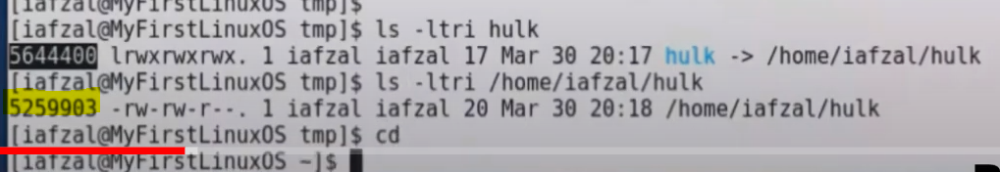 [iafzal@MyFirstLinuxOS tmp]$
[iafzal@MyFirstLinuxOS tmp]$ ls -ltri hulk
5644400 lrwxrwxrwx. 1 iafzal iafzal 17 Mar 30 20:17 hulk -> /home/iafzal/hulk
[iafzal@MyFirstLinuxOS tmp]$ ls -ltri /home/iafzal/hulk
5259903 -rw-rw-r--. 1 iafzal iafzal 20 Mar 30 20:18 /home/iafzal/hulk
[iafzal@MyFirstLinuxOS tmp]$ cd
[iafzal@MyFirstLinuxOS ~]$